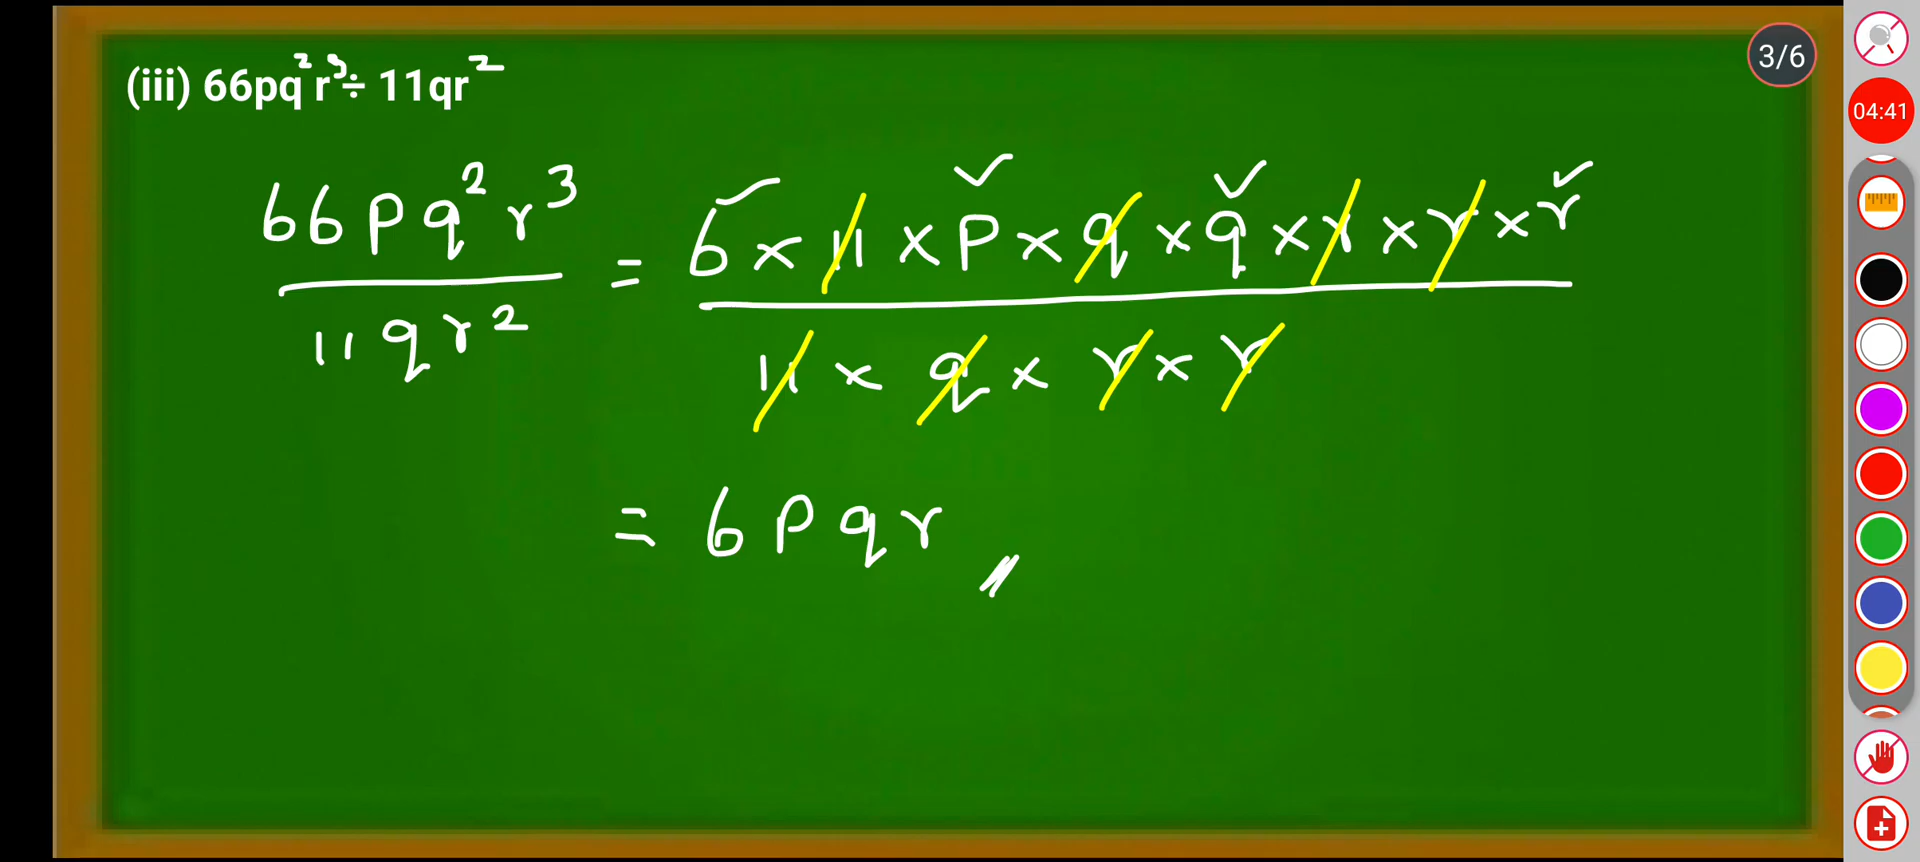 (iii) 66pq²r³÷ 11qr²
3/6
04:41
66pq²r³ / 11qr² = 6 x 11 x p x q x q x r x r x r / 11 x q x r x r
= 6pqr